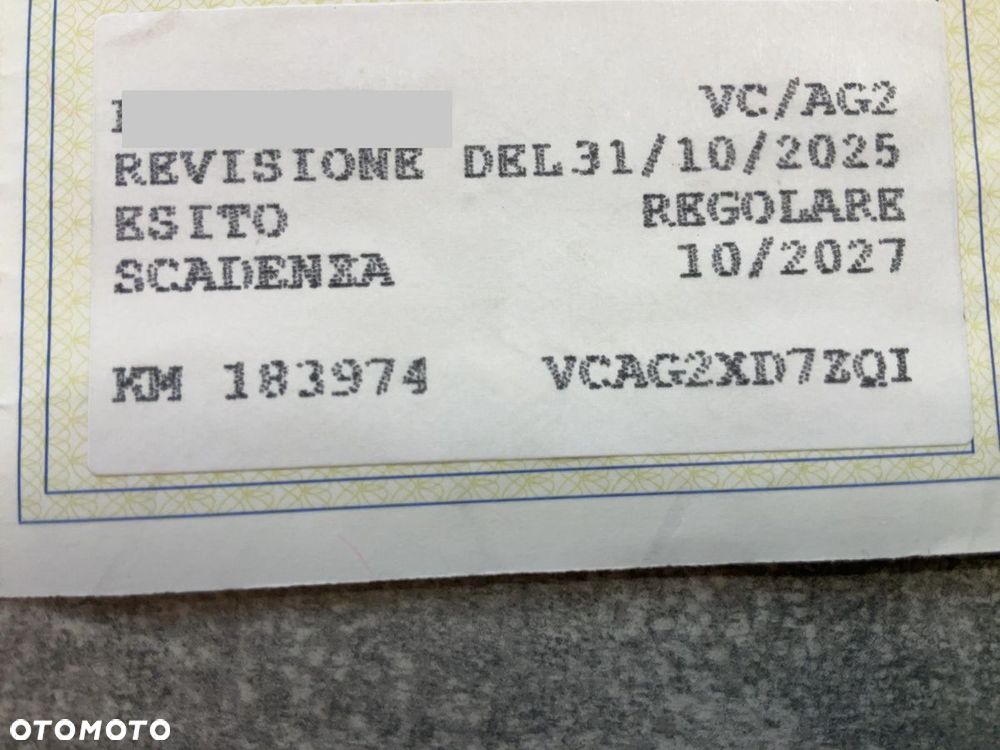 VC/AG2
REVISIONE DEL31/10/2025
ESITO REGOLARE
SCADENZA 10/2027
KM 183974 VCAG2XD7ZQI
OTOMOTO